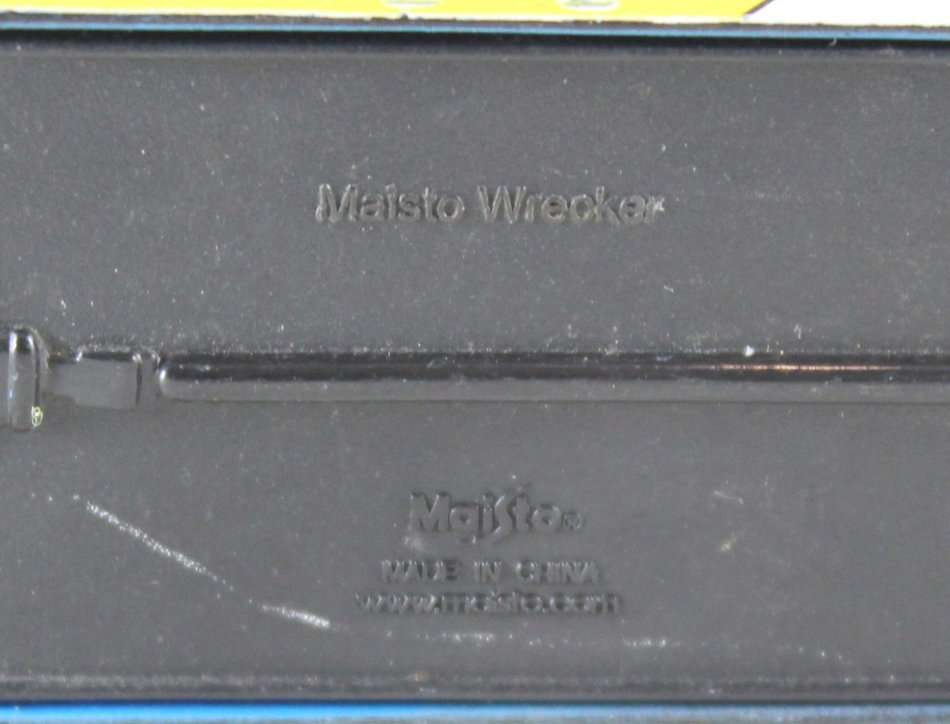 Maisto Wrecker
Maisto®
MADE IN CHINA
www.maisto.com